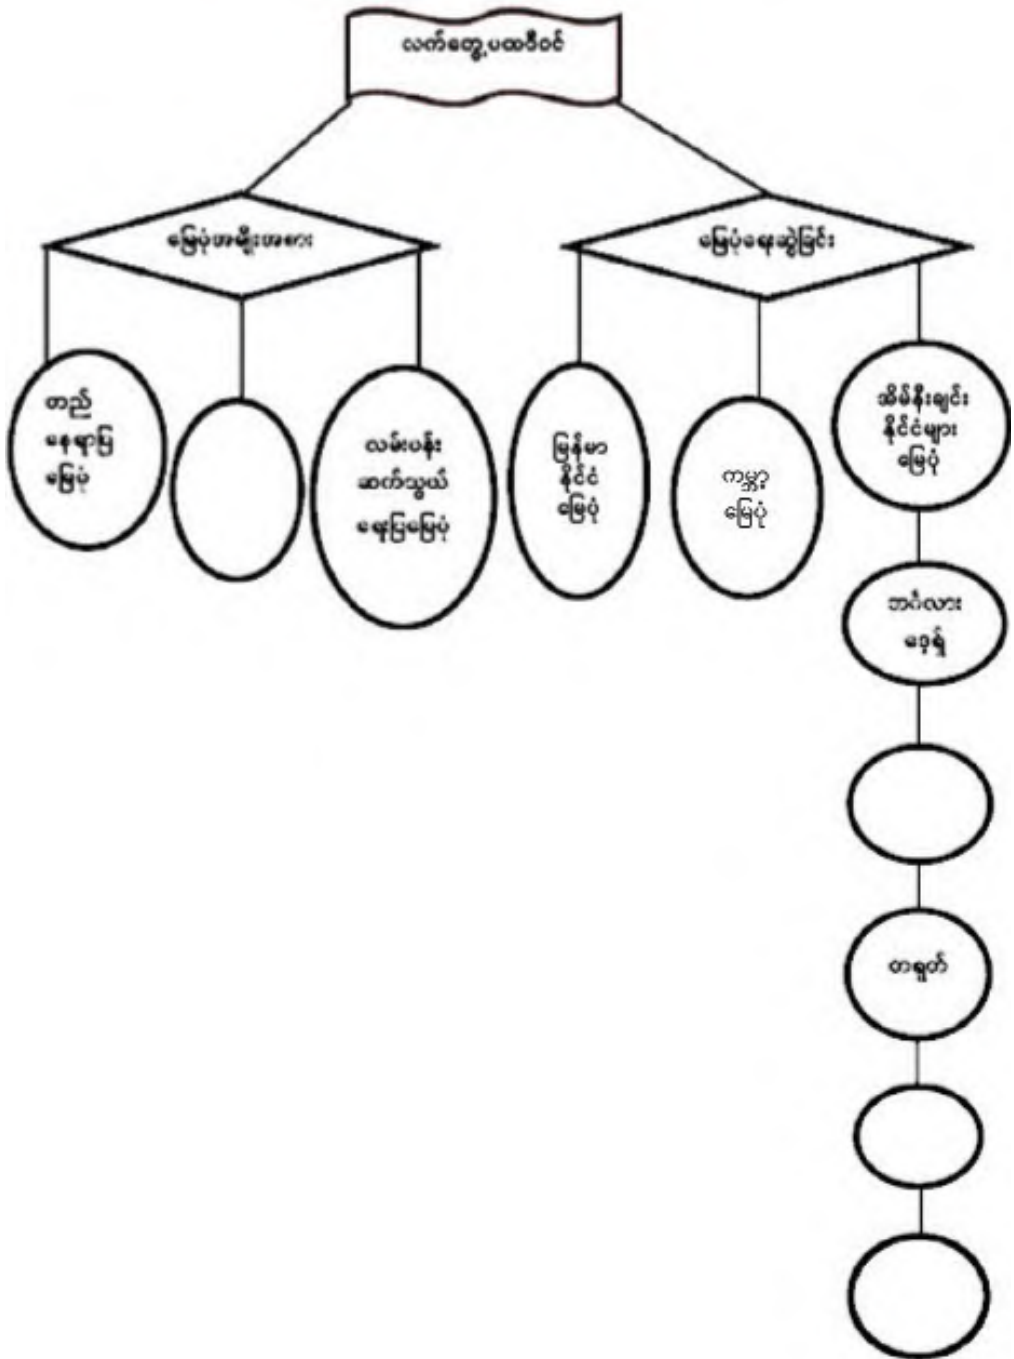 လက်တွေ့ပထဝီဝင်
မြေပုံအမျိုးအစား
မြေပုံရေးဆွဲခြင်း
တည်
နေရာပြ
မြေပုံ
လမ်းပန်း
ဆက်သွယ်
ရေးပြမြေပုံ
မြန်မာ
နိုင်ငံ
မြေပုံ
ကမ္ဘာ့
မြေပုံ
အိမ်နီးချင်း
နိုင်ငံများ
မြေပုံ
ဘင်္ဂလား
ဒေ့ရှ်
တရုတ်